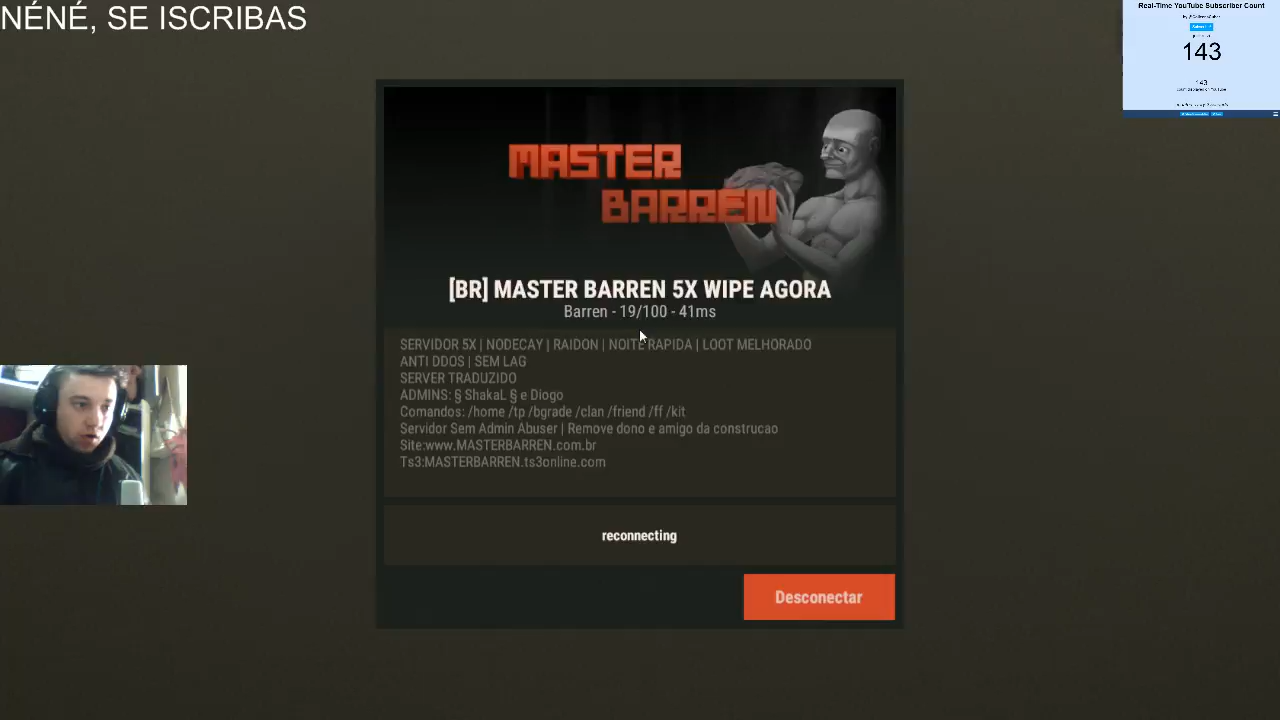 NÉNÉ, SE ISCRIBAS
Real-Time YouTube Subscriber Count
143
143
MASTER
BARREN
[BR] MASTER BARREN 5X WIPE AGORA
Barren - 19/100 - 41ms
SERVIDOR 5X | NODECAY | RAIDON | NOITE RAPIDA | LOOT MELHORADO
ANTI DDOS | SEM LAG
SERVER TRADUZIDO
ADMINS: § ShakaL § e Diogo
Comandos: /home /tp /bgrade /clan /friend /ff /kit
Servidor Sem Admin Abuser | Remove dono e amigo da construcao
Site:www.MASTERBARREN.com.br
Ts3:MASTERBARREN.ts3online.com
reconnecting
Desconectar